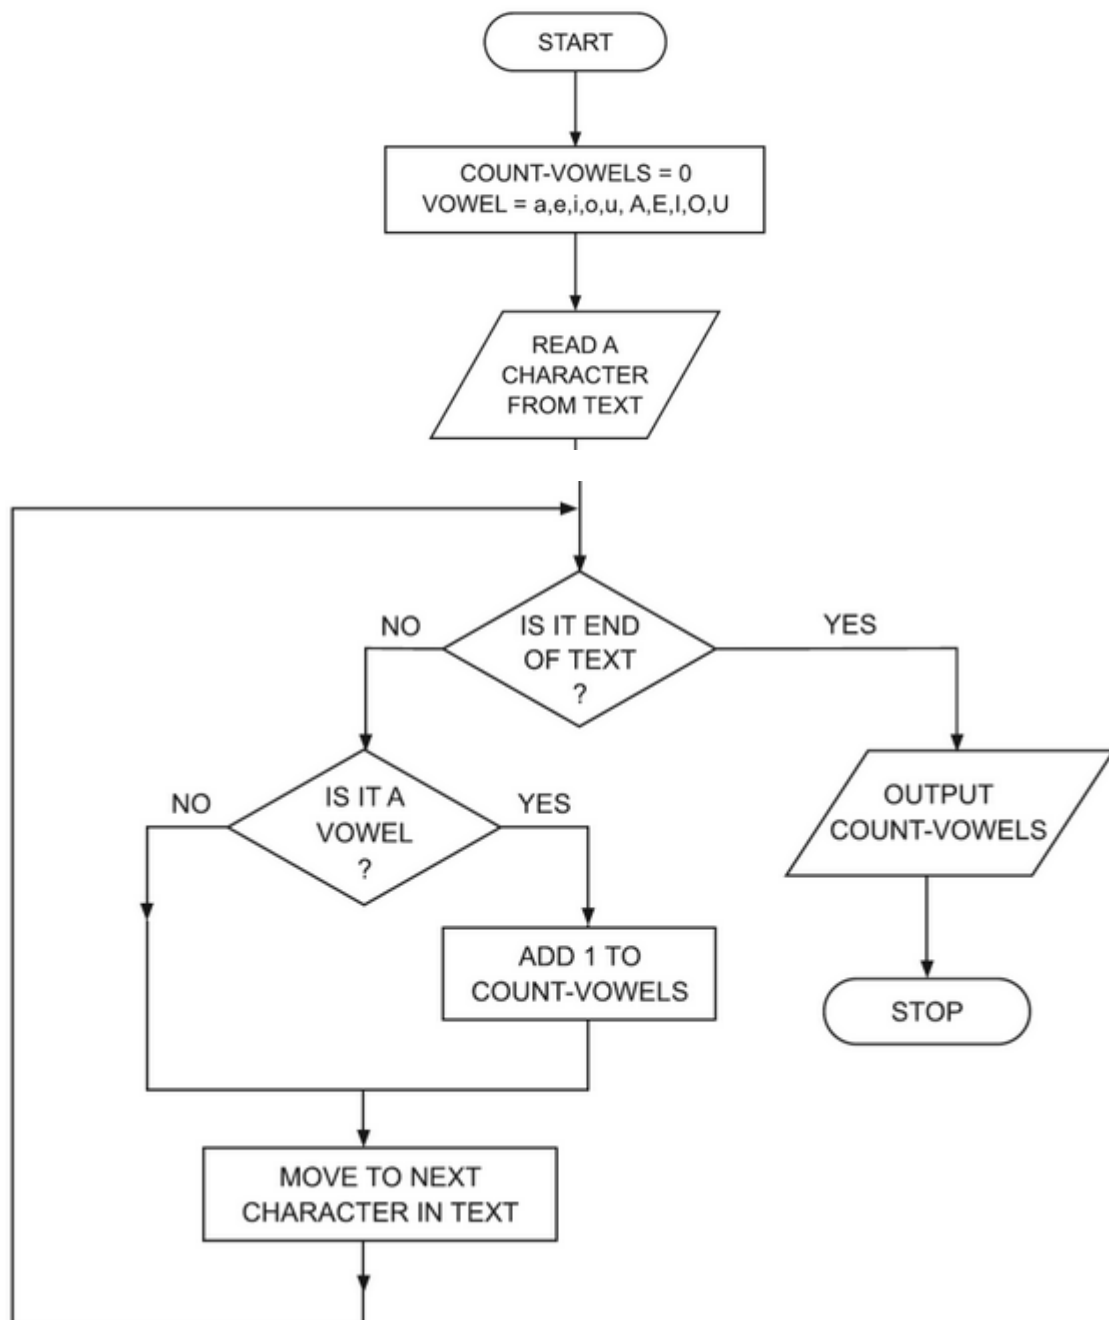 START
COUNT-VOWELS = 0
VOWEL = a,e,i,o,u, A,E,I,O,U
READ A
CHARACTER
FROM TEXT
NO
IS IT END
OF TEXT
?
YES
NO
IS IT A
VOWEL
?
YES
OUTPUT
COUNT-VOWELS
ADD 1 TO
COUNT-VOWELS
STOP
MOVE TO NEXT
CHARACTER IN TEXT